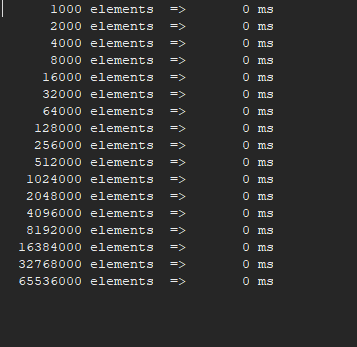 1000 elements => 0 ms
2000 elements => 0 ms
4000 elements => 0 ms
8000 elements => 0 ms
16000 elements => 0 ms
32000 elements => 0 ms
64000 elements => 0 ms
128000 elements => 0 ms
256000 elements => 0 ms
512000 elements => 0 ms
1024000 elements => 0 ms
2048000 elements => 0 ms
4096000 elements => 0 ms
8192000 elements => 0 ms
16384000 elements => 0 ms
32768000 elements => 0 ms
65536000 elements => 0 ms